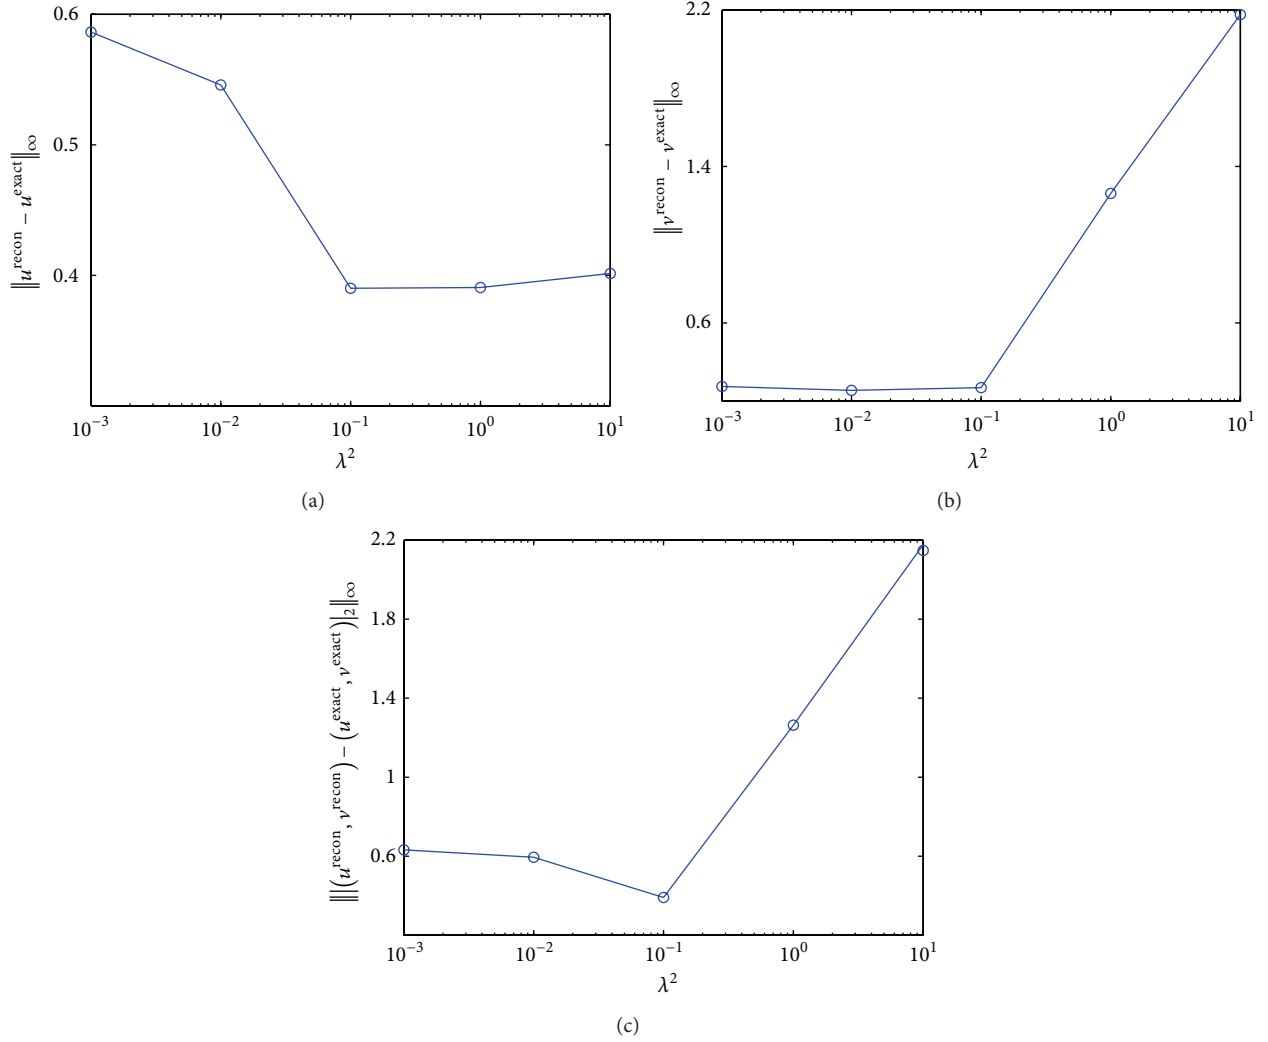 0.6
0.5
0.4
‖u^recon − u^exact‖_∞
10^−3 10^−2 10^−1 10^0 10^1
λ^2
(a)
2.2
1.4
0.6
‖v^recon − v^exact‖_∞
10^−3 10^−2 10^−1 10^0 10^1
λ^2
(b)
2.2
1.8
1.4
1
0.6
‖|(u^recon, v^recon) − (u^exact, v^exact)|_2‖_∞
10^−3 10^−2 10^−1 10^0 10^1
λ^2
(c)